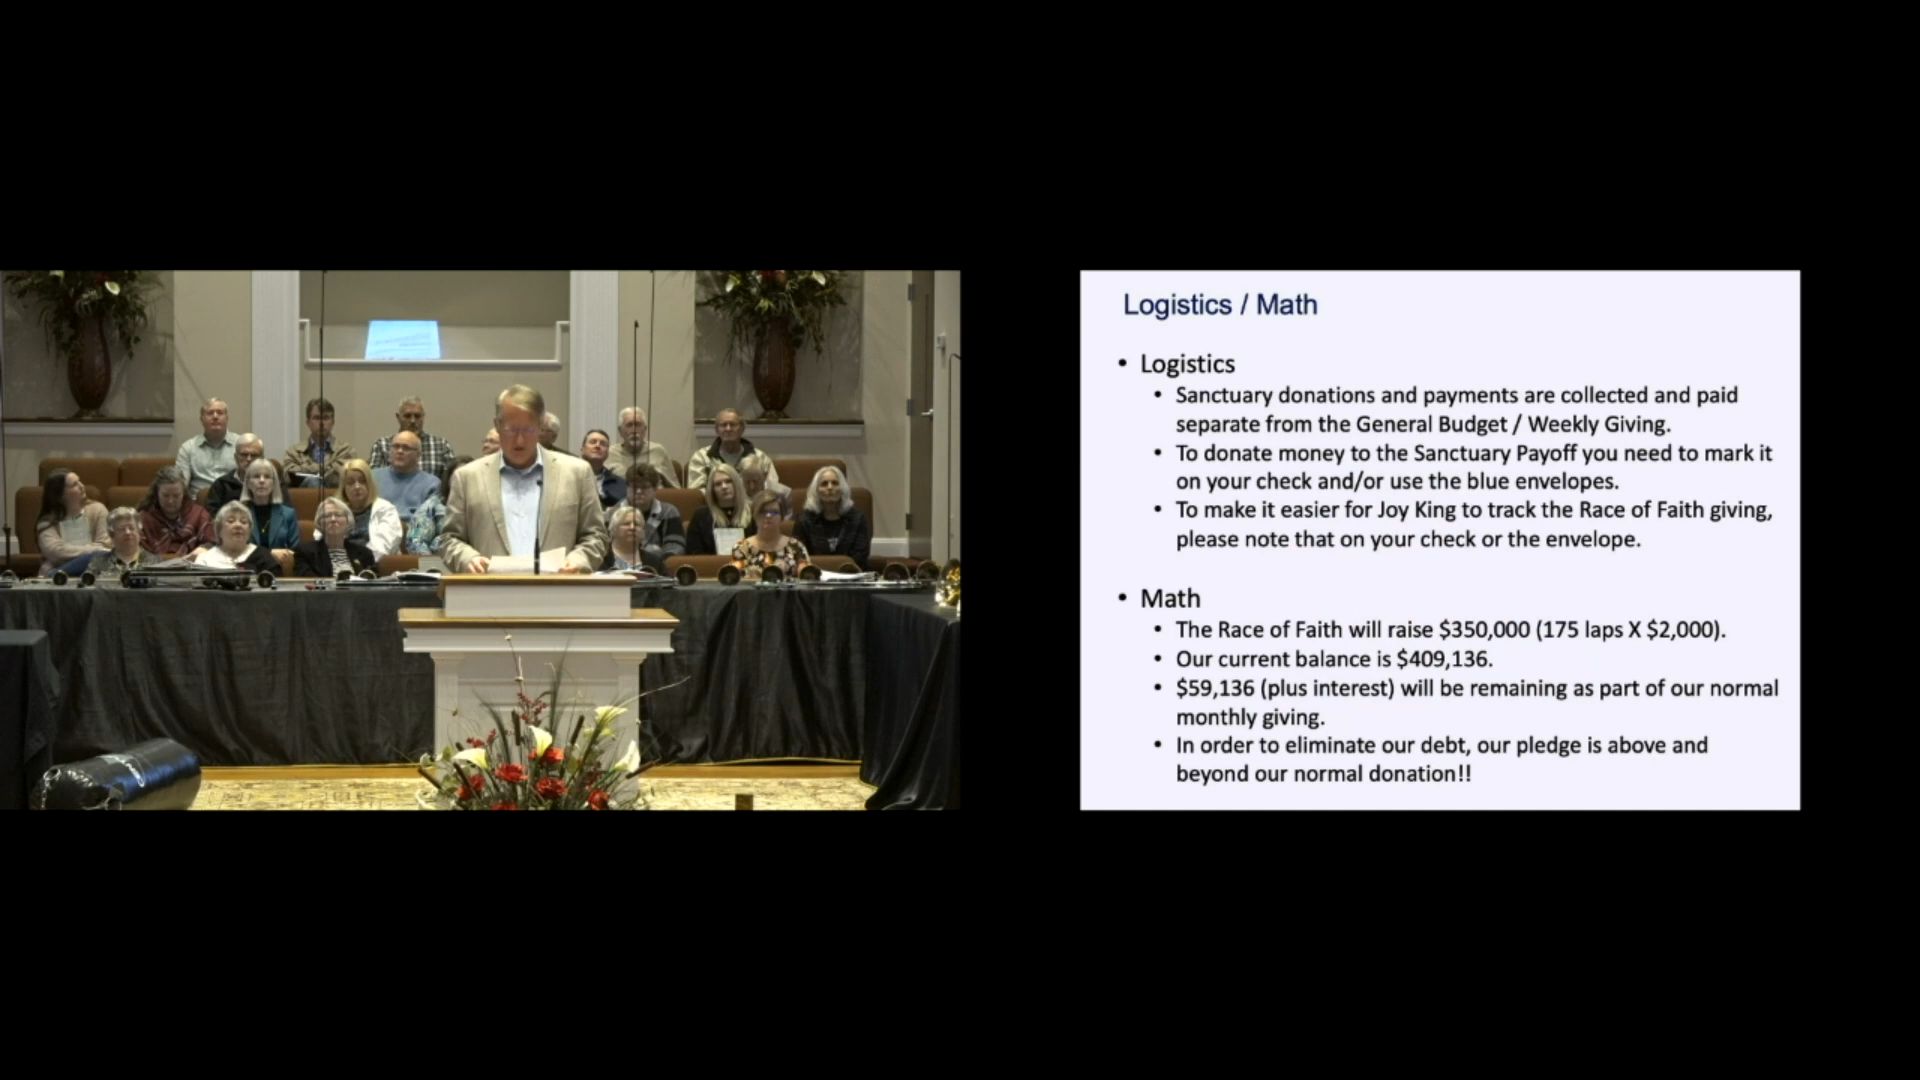 Logistics / Math
• Logistics
• Sanctuary donations and payments are collected and paid
separate from the General Budget / Weekly Giving.
• To donate money to the Sanctuary Payoff you need to mark it
on your check and/or use the blue envelopes.
• To make it easier for Joy King to track the Race of Faith giving,
please note that on your check or the envelope.
• Math
• The Race of Faith will raise $350,000 (175 laps X $2,000).
• Our current balance is $409,136.
• $59,136 (plus interest) will be remaining as part of our normal
monthly giving.
• In order to eliminate our debt, our pledge is above and
beyond our normal donation!!